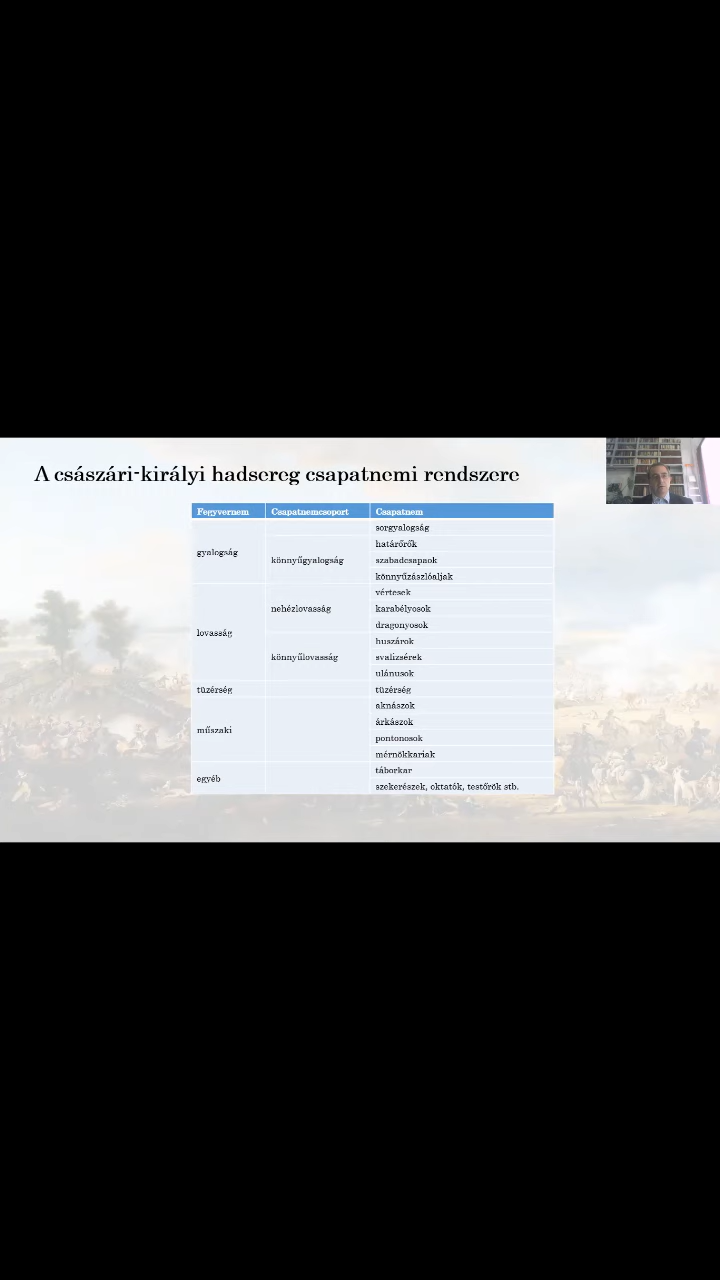 A császári-királyi hadsereg csapatnemi rendszere
Fegyvernem Csapatnemcsoport Csapatnem
gyalogság
sorgyalogság
könnyűgyalogság
határőrök
szabadcsapaok
könnyűzászlóaljak
lovasság
nehézlovasság
vértesek
karabélyosok
dragonyosok
könnyűlovasság
huszárok
svalizsérek
ulánusok
tüzérség
tüzérség
műszaki
aknászok
árkászok
pontonosok
mérnökkariak
egyéb
táborkar
szekerészek, oktatók, testőrök stb.